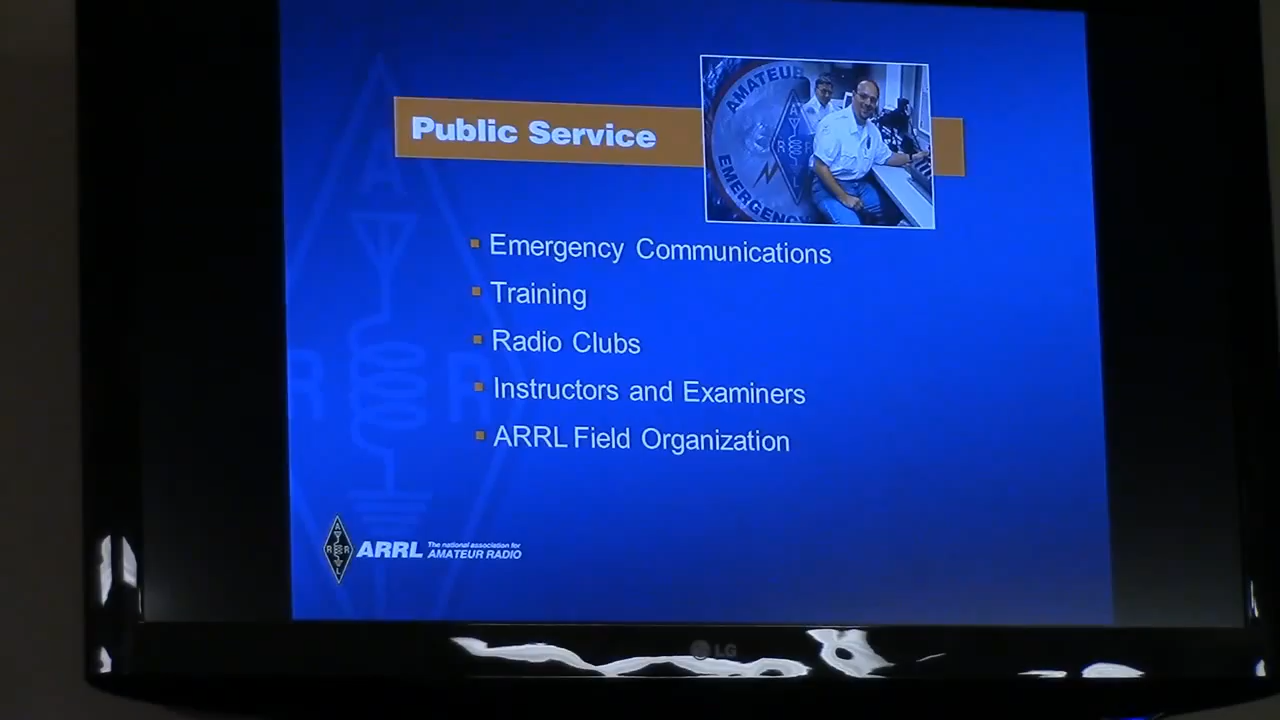 Public Service
AMATEUR
EMERGENCY
A
R R
L
Emergency Communications
Training
Radio Clubs
Instructors and Examiners
ARRL Field Organization
A
R R
A
R R
L
ARRL The national association for
AMATEUR RADIO
LG